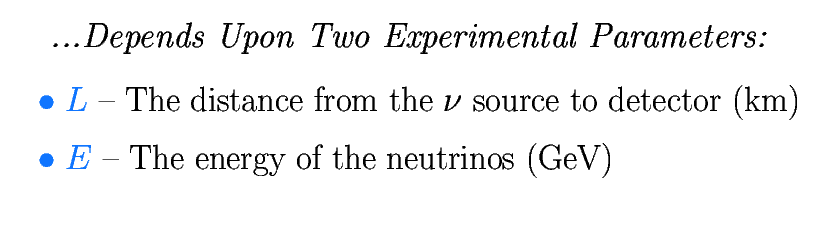 ...Depends Upon Two Experimental Parameters:
• L – The distance from the ν source to detector (km)
• E – The energy of the neutrinos (GeV)